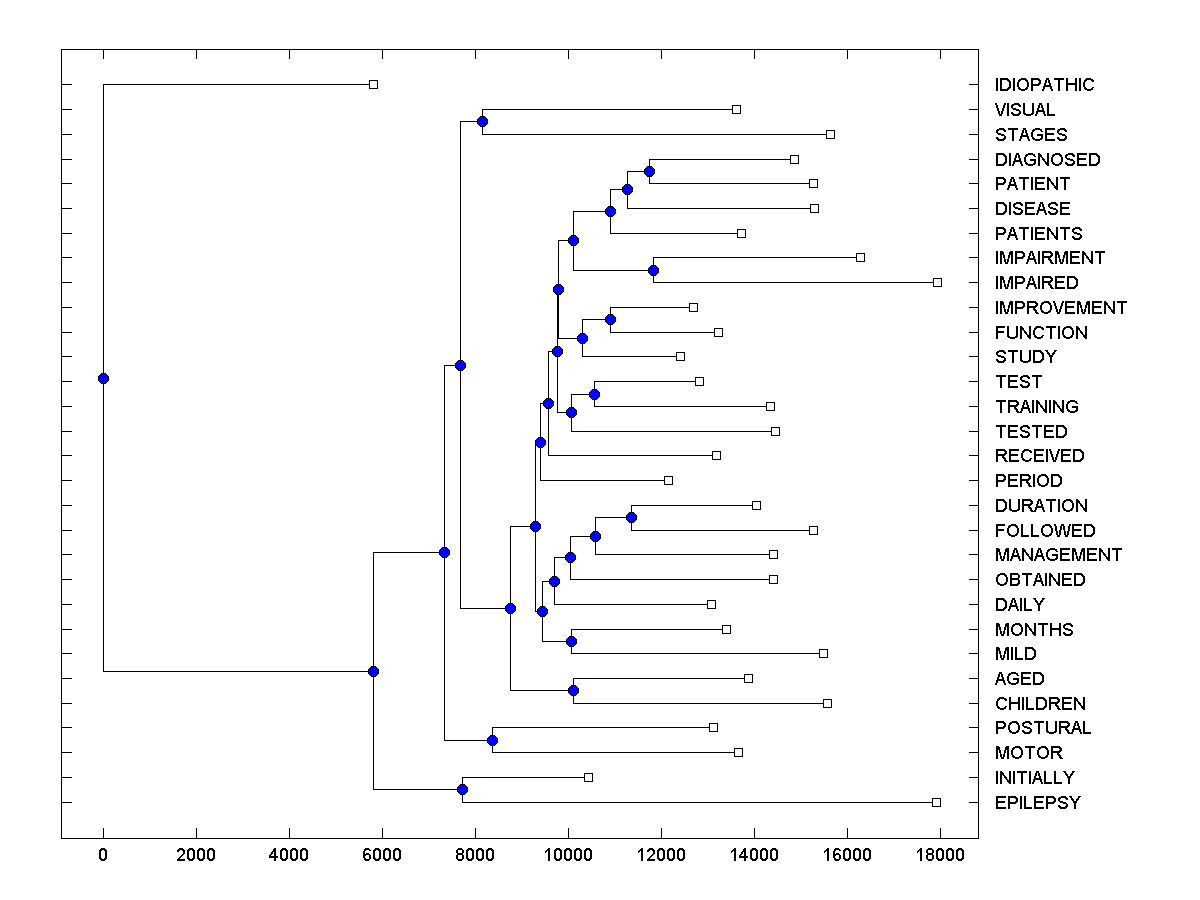 IDIOPATHIC
VISUAL
STAGES
DIAGNOSED
PATIENT
DISEASE
PATIENTS
IMPAIRMENT
IMPAIRED
IMPROVEMENT
FUNCTION
STUDY
TEST
TRAINING
TESTED
RECEIVED
PERIOD
DURATION
FOLLOWED
MANAGEMENT
OBTAINED
DAILY
MONTHS
MILD
AGED
CHILDREN
POSTURAL
MOTOR
INITIALLY
EPILEPSY
0 2000 4000 6000 8000 10000 12000 14000 16000 18000